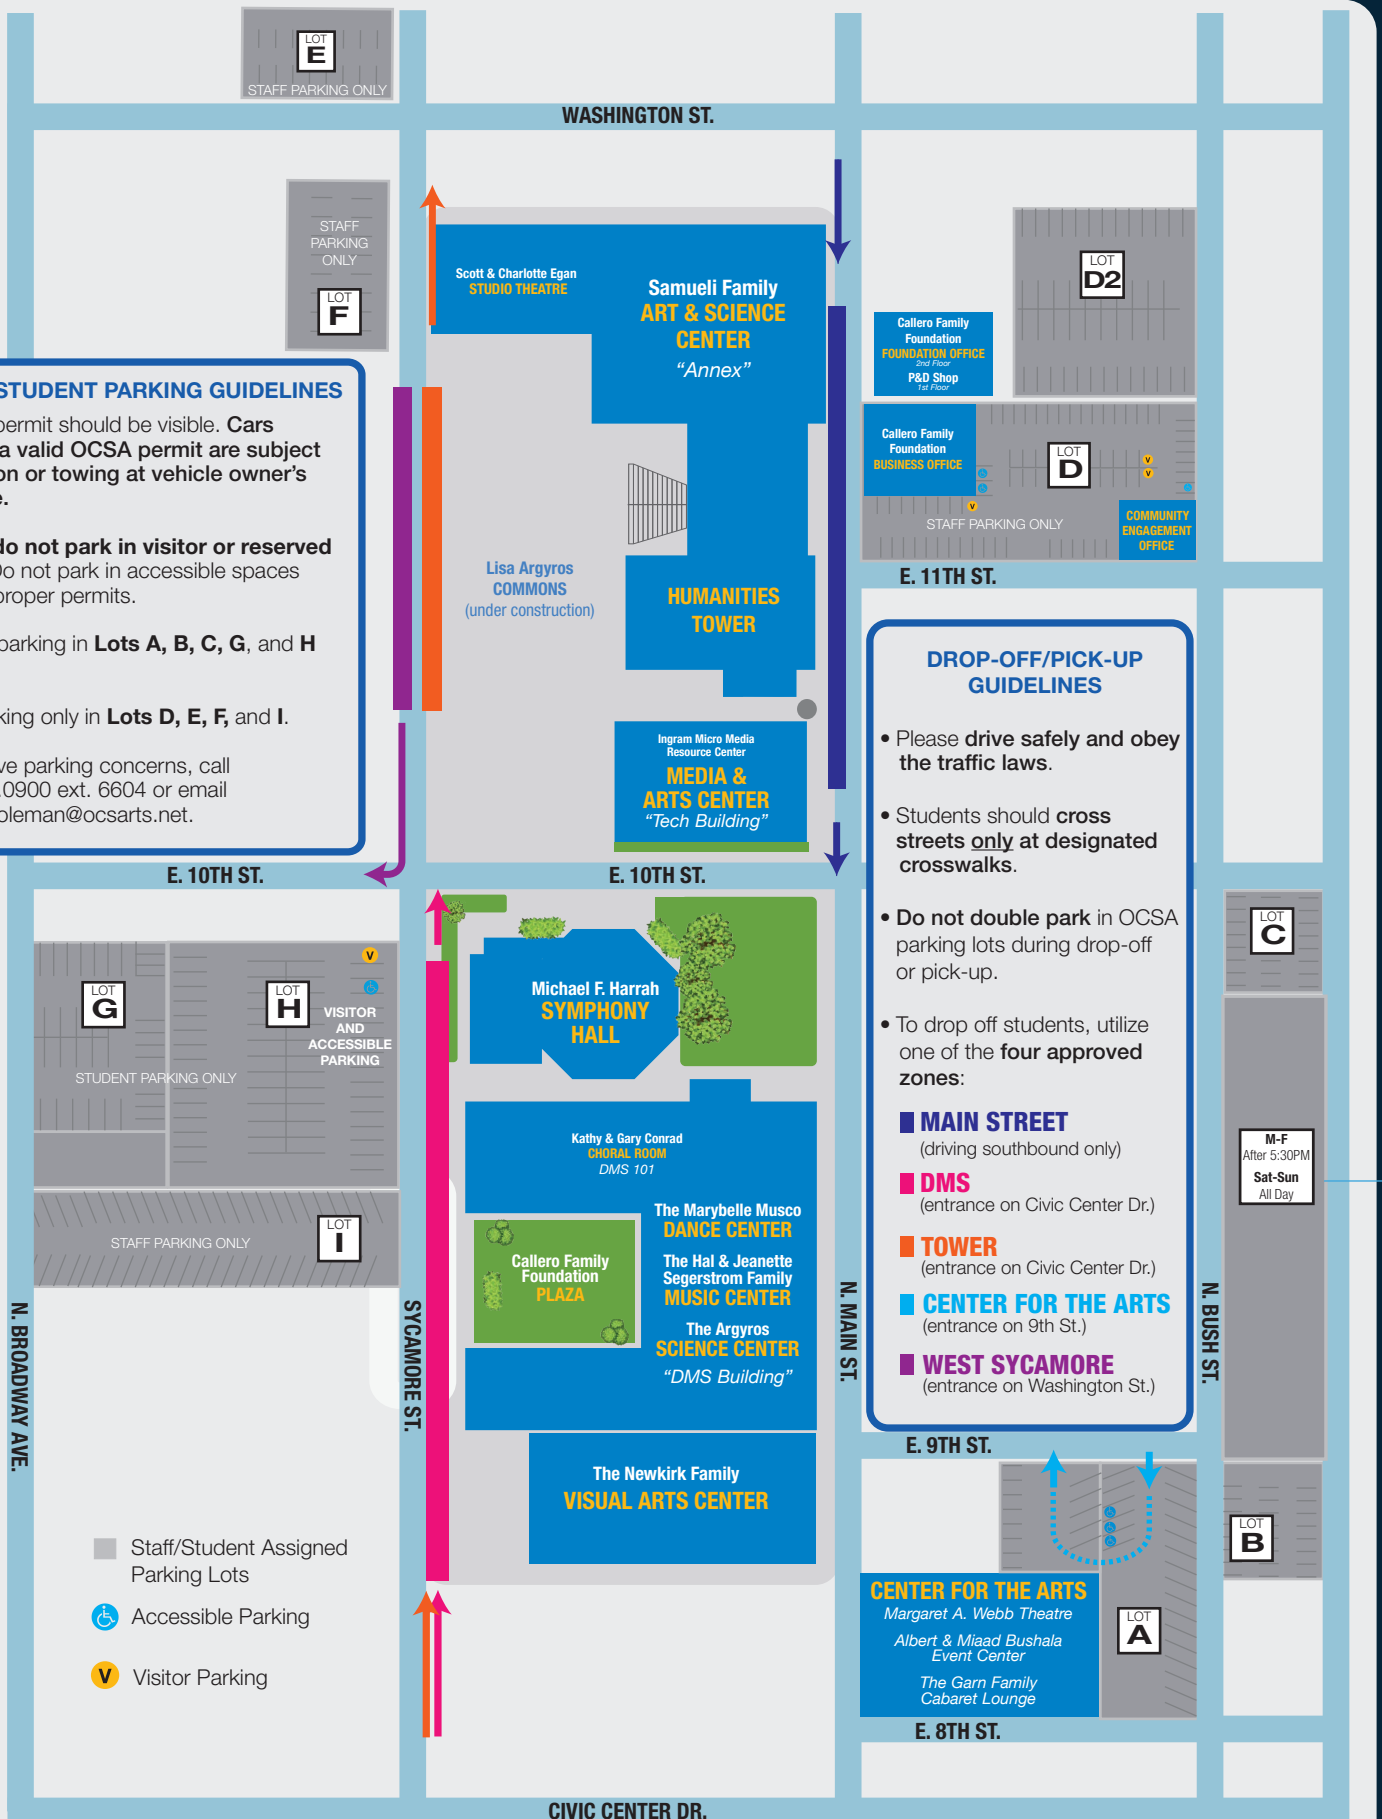 LOT
E
STAFF PARKING ONLY
WASHINGTON ST.
STAFF
PARKING
ONLY
LOT
F
Scott & Charlotte Egan
STUDIO THEATRE
Samueli Family
ART & SCIENCE
CENTER
“Annex”
LOT
D2
Callero Family
Foundation
FOUNDATION OFFICE
2nd Floor
P&D Shop
1st Floor
Callero Family
Foundation
BUSINESS OFFICE
LOT
D
V
V
V
STAFF PARKING ONLY
COMMUNITY
ENGAGEMENT
OFFICE
E. 11TH ST.
STUDENT PARKING GUIDELINES
permit should be visible. Cars
a valid OCSA permit are subject
on or towing at vehicle owner’s
e.
do not park in visitor or reserved
Do not park in accessible spaces
proper permits.
parking in Lots A, B, C, G, and H
king only in Lots D, E, F, and I.
ve parking concerns, call
.0900 ext. 6604 or email
oleman@ocsarts.net.
Lisa Argyros
COMMONS
(under construction)
HUMANITIES
TOWER
Ingram Micro Media
Resource Center
MEDIA &
ARTS CENTER
“Tech Building”
E. 10TH ST.
E. 10TH ST.
DROP-OFF/PICK-UP
GUIDELINES
• Please drive safely and obey
the traffic laws.
• Students should cross
streets only at designated
crosswalks.
• Do not double park in OCSA
parking lots during drop-off
or pick-up.
• To drop off students, utilize
one of the four approved
zones:
MAIN STREET
(driving southbound only)
DMS
(entrance on Civic Center Dr.)
TOWER
(entrance on Civic Center Dr.)
CENTER FOR THE ARTS
(entrance on 9th St.)
WEST SYCAMORE
(entrance on Washington St.)
LOT
G
LOT
H
V
VISITOR
AND
ACCESSIBLE
PARKING
STUDENT PARKING ONLY
STAFF PARKING ONLY
LOT
I
Michael F. Harrah
SYMPHONY
HALL
Kathy & Gary Conrad
CHORAL ROOM
DMS 101
The Marybelle Musco
DANCE CENTER
The Hal & Jeanette
Segerstrom Family
MUSIC CENTER
The Argyros
SCIENCE CENTER
“DMS Building”
Callero Family
Foundation
PLAZA
The Newkirk Family
VISUAL ARTS CENTER
LOT
C
M-F
After 5:30PM
Sat-Sun
All Day
N. BROADWAY AVE.
SYCAMORE ST.
N. MAIN ST.
N. BUSH ST.
E. 9TH ST.
LOT
B
CENTER FOR THE ARTS
Margaret A. Webb Theatre
Albert & Miaad Bushala
Event Center
The Garn Family
Cabaret Lounge
LOT
A
E. 8TH ST.
Staff/Student Assigned
Parking Lots
Accessible Parking
V Visitor Parking
CIVIC CENTER DR.